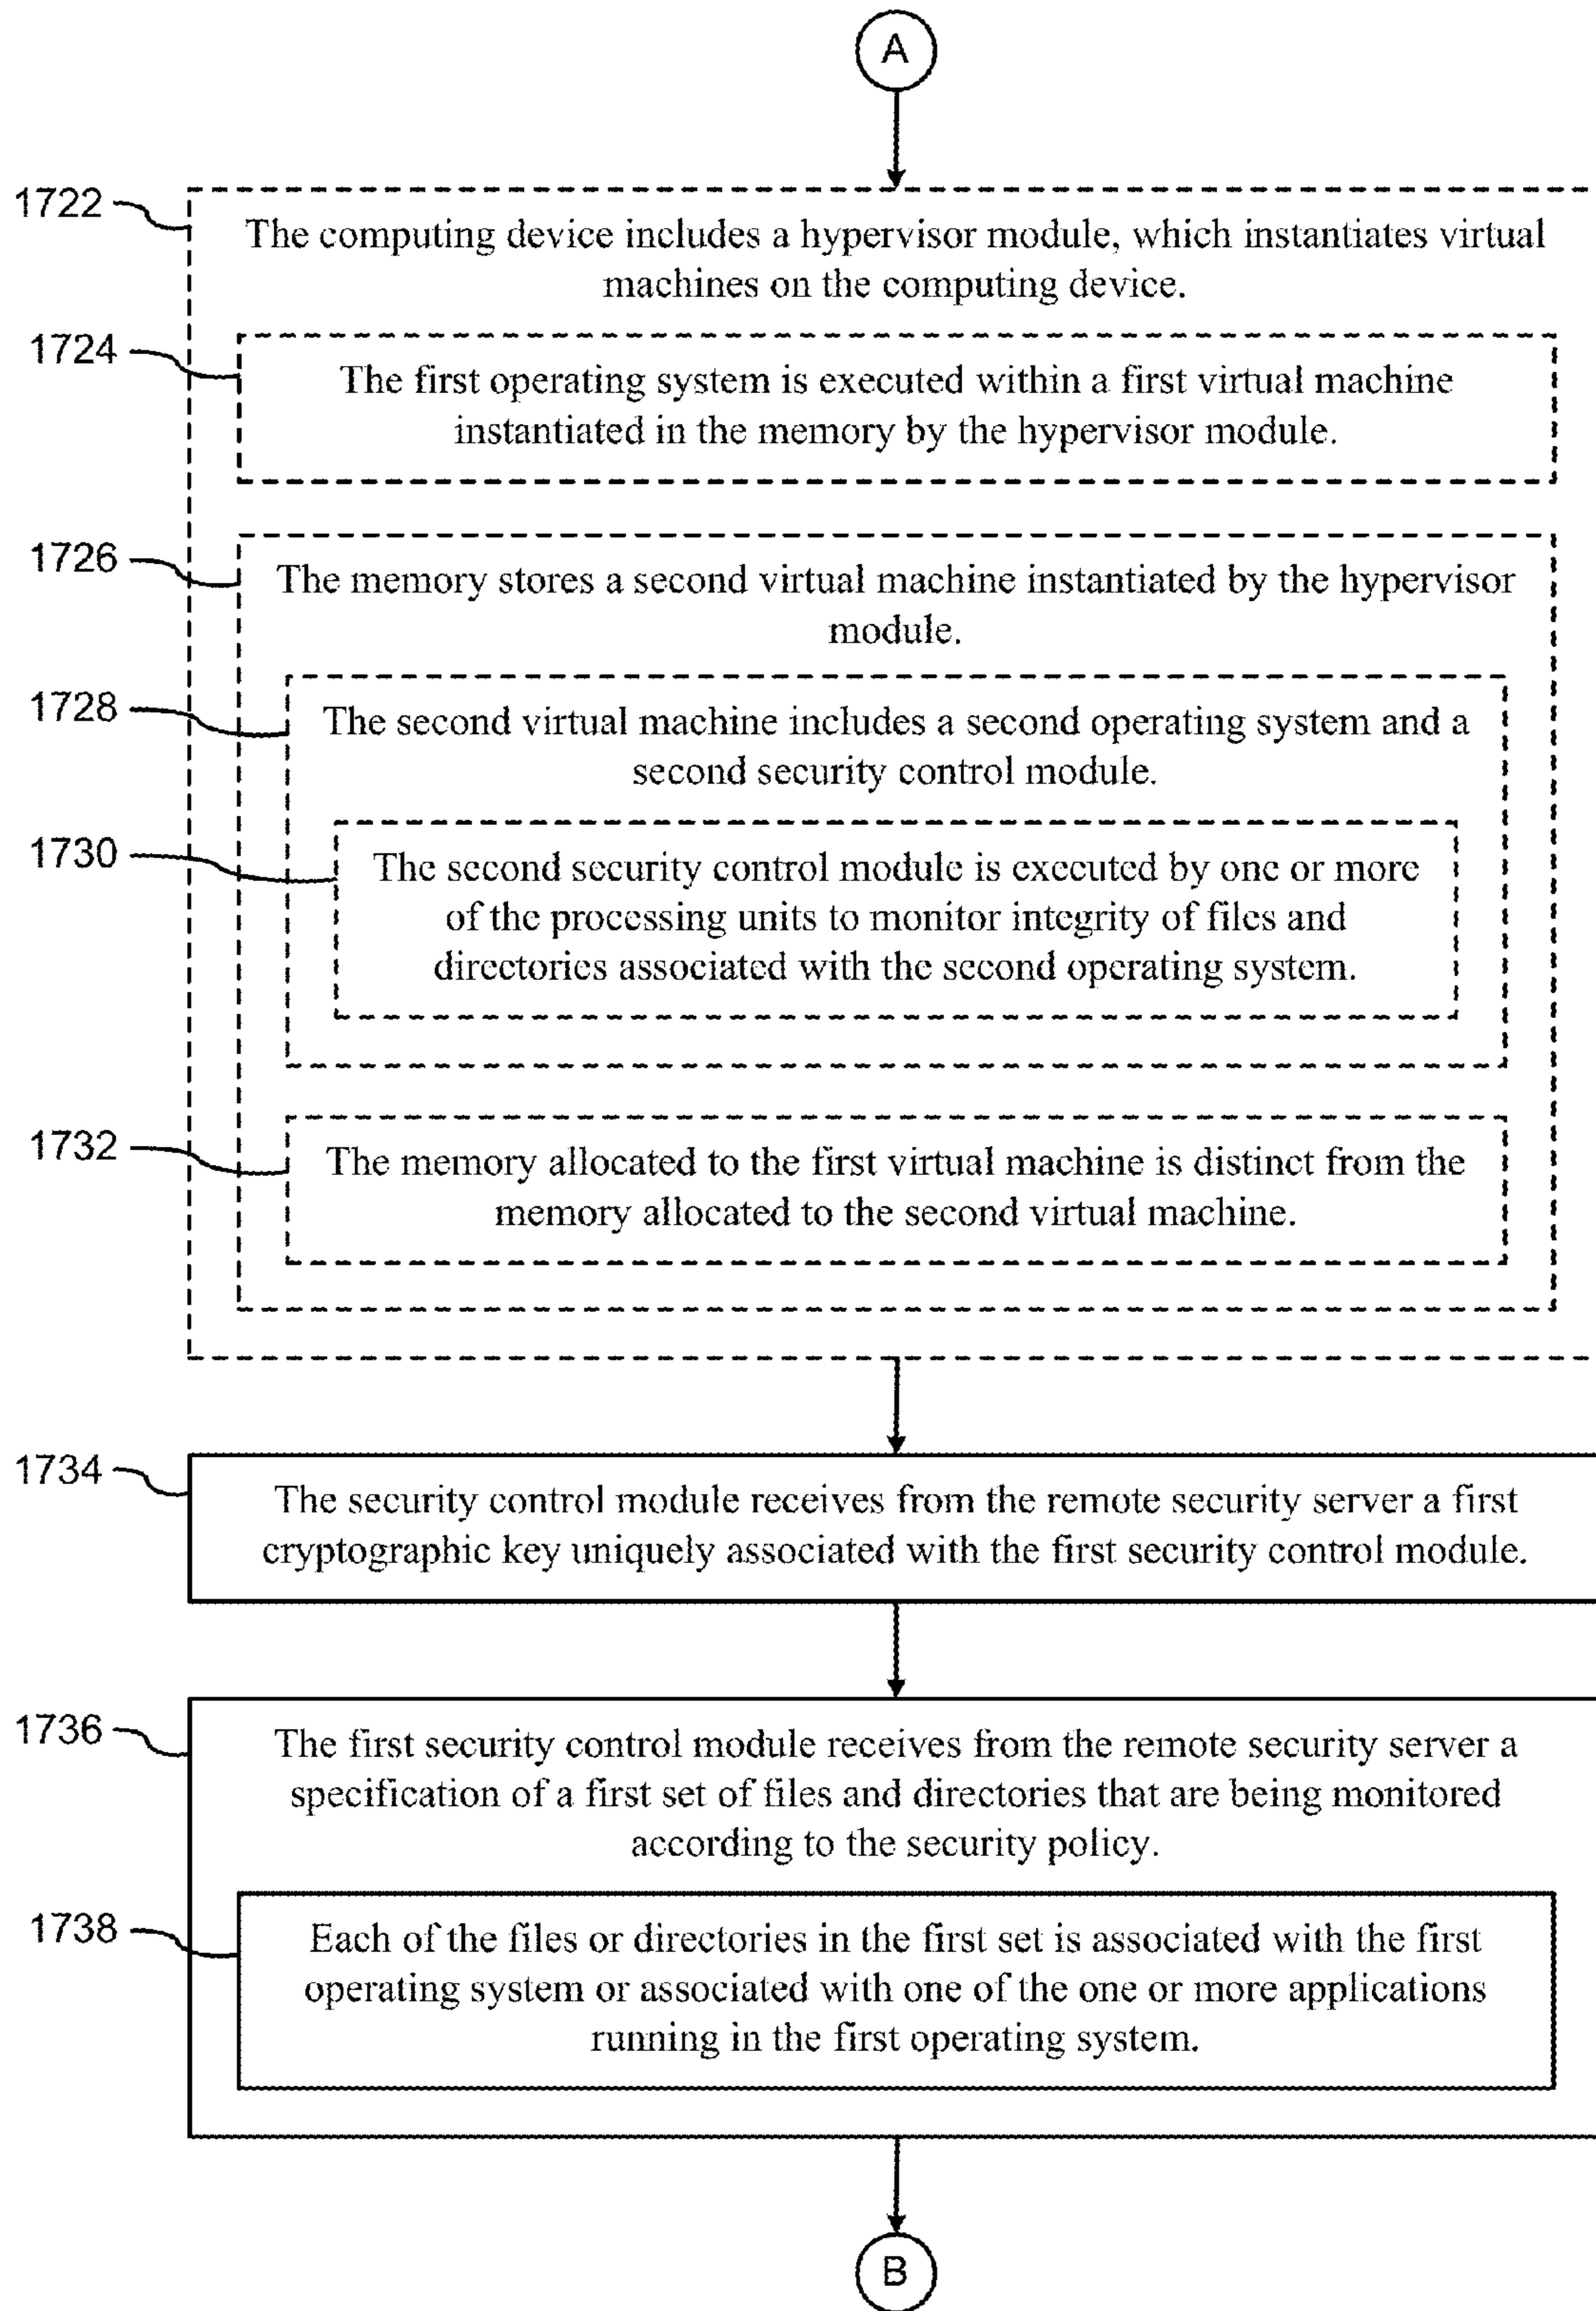 A
1722
The computing device includes a hypervisor module, which instantiates virtual
machines on the computing device.
1724
The first operating system is executed within a first virtual machine
instantiated in the memory by the hypervisor module.
1726
The memory stores a second virtual machine instantiated by the hypervisor
module.
1728
The second virtual machine includes a second operating system and a
second security control module.
1730
The second security control module is executed by one or more
of the processing units to monitor integrity of files and
directories associated with the second operating system.
1732
The memory allocated to the first virtual machine is distinct from the
memory allocated to the second virtual machine.
1734
The security control module receives from the remote security server a first
cryptographic key uniquely associated with the first security control module.
1736
The first security control module receives from the remote security server a
specification of a first set of files and directories that are being monitored
according to the security policy.
1738
Each of the files or directories in the first set is associated with the first
operating system or associated with one of the one or more applications
running in the first operating system.
B